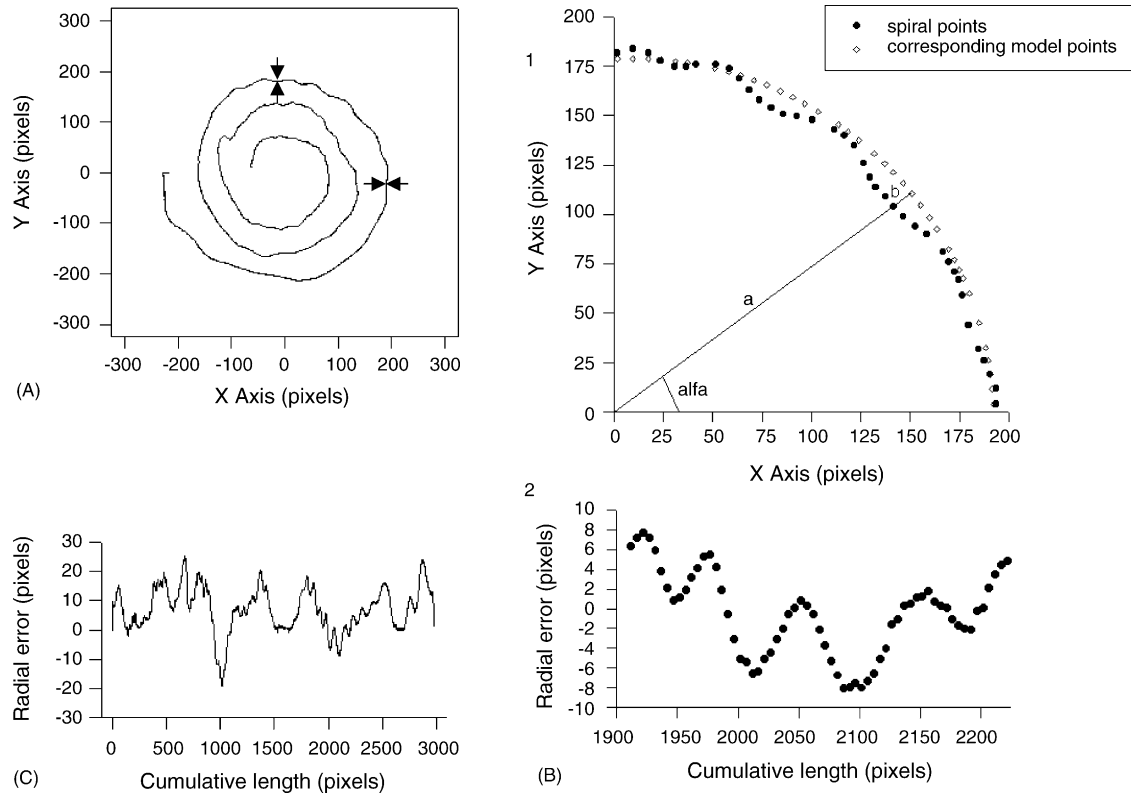 300
200
100
0
-100
-200
-300
Y Axis (pixels)
-300 -200 -100 0 100 200 300
X Axis (pixels)
(A)
1
spiral points
corresponding model points
200
175
150
125
100
75
50
25
0
Y Axis (pixels)
b
a
alfa
0 25 50 75 100 125 150 175 200
X Axis (pixels)
30
20
10
0
-10
-20
-30
Radial error (pixels)
0 500 1000 1500 2000 2500 3000
Cumulative length (pixels)
(C)
2
10
8
6
4
2
0
-2
-4
-6
-8
-10
Radial error (pixels)
1900 1950 2000 2050 2100 2150 2200
Cumulative length (pixels)
(B)